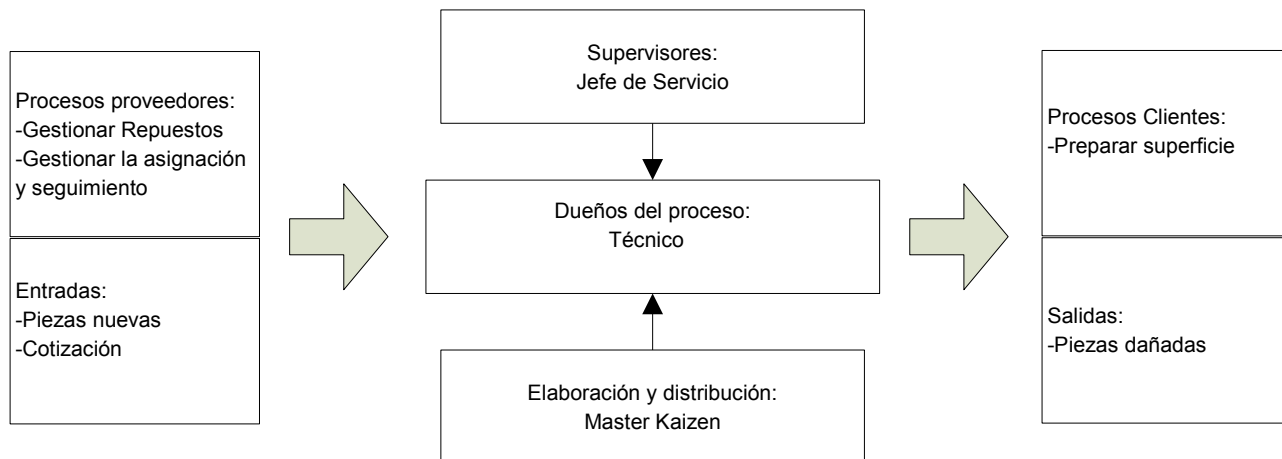 Procesos proveedores:
-Gestionar Repuestos
-Gestionar la asignación
y seguimiento
Entradas:
-Piezas nuevas
-Cotización
Supervisores:
Jefe de Servicio
Dueños del proceso:
Técnico
Elaboración y distribución:
Master Kaizen
Procesos Clientes:
-Preparar superficie
Salidas:
-Piezas dañadas